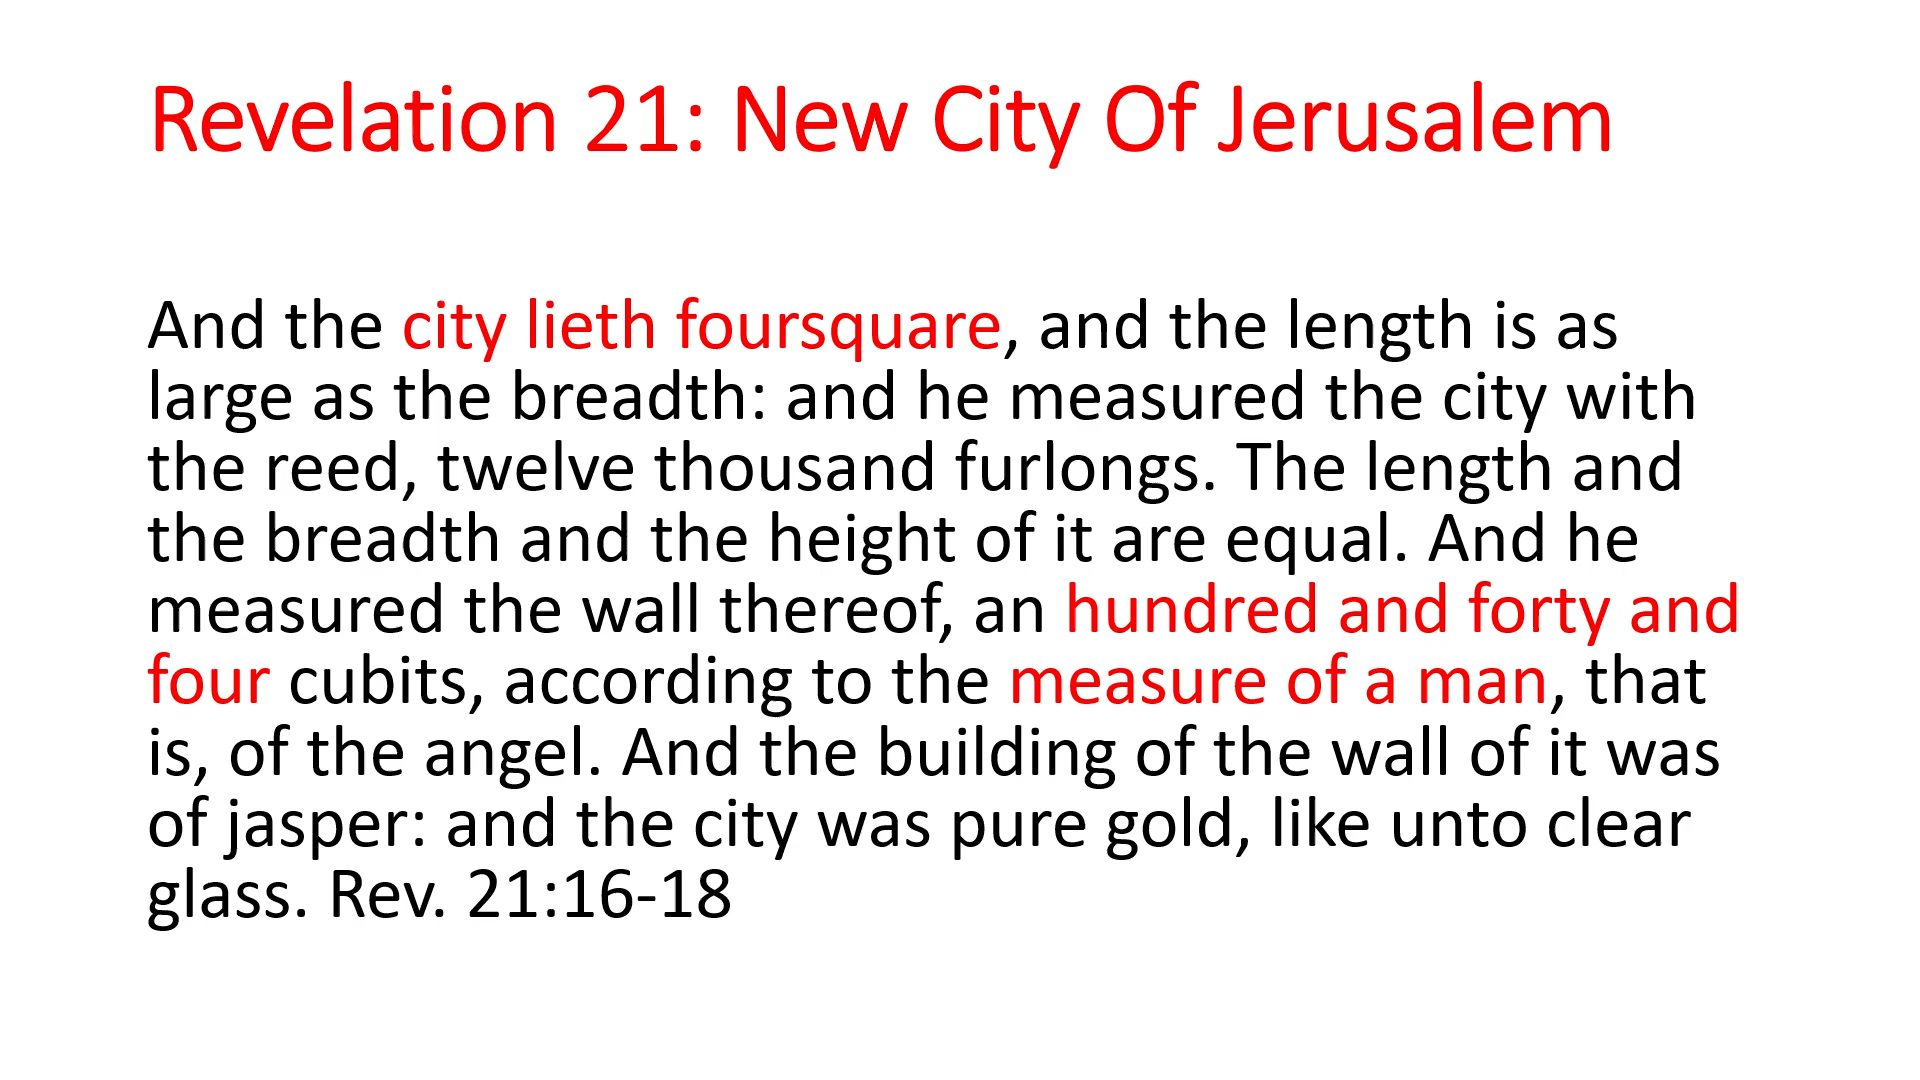 Revelation 21: New City Of Jerusalem
And the city lieth foursquare, and the length is as
large as the breadth: and he measured the city with
the reed, twelve thousand furlongs. The length and
the breadth and the height of it are equal. And he
measured the wall thereof, an hundred and forty and
four cubits, according to the measure of a man, that
is, of the angel. And the building of the wall of it was
of jasper: and the city was pure gold, like unto clear
glass. Rev. 21:16-18